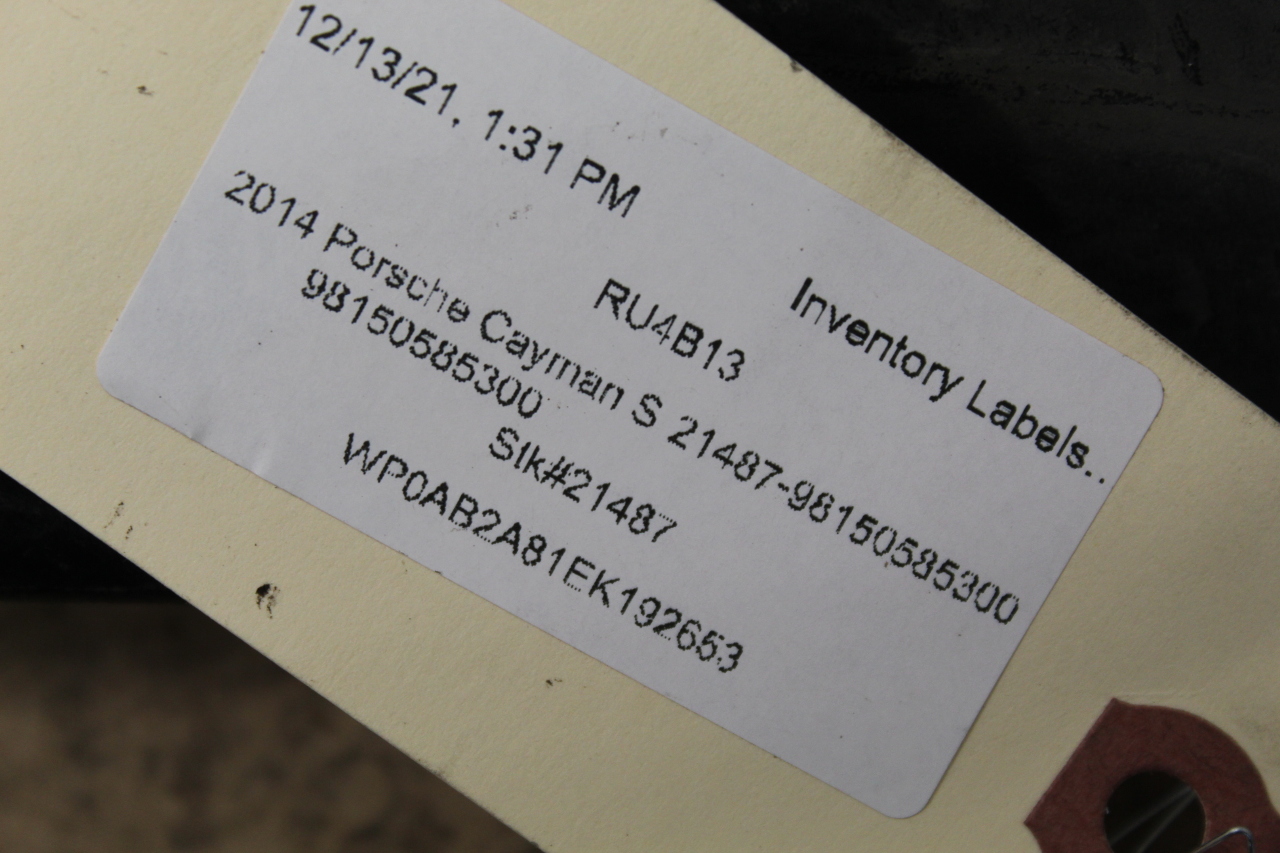 12/13/21, 1:31 PM
Inventory Labels..
RU4B13
2014 Porsche Cayman S 21487-98150585300
98150585300
Stk#21487
WP0AB2A81EK192653